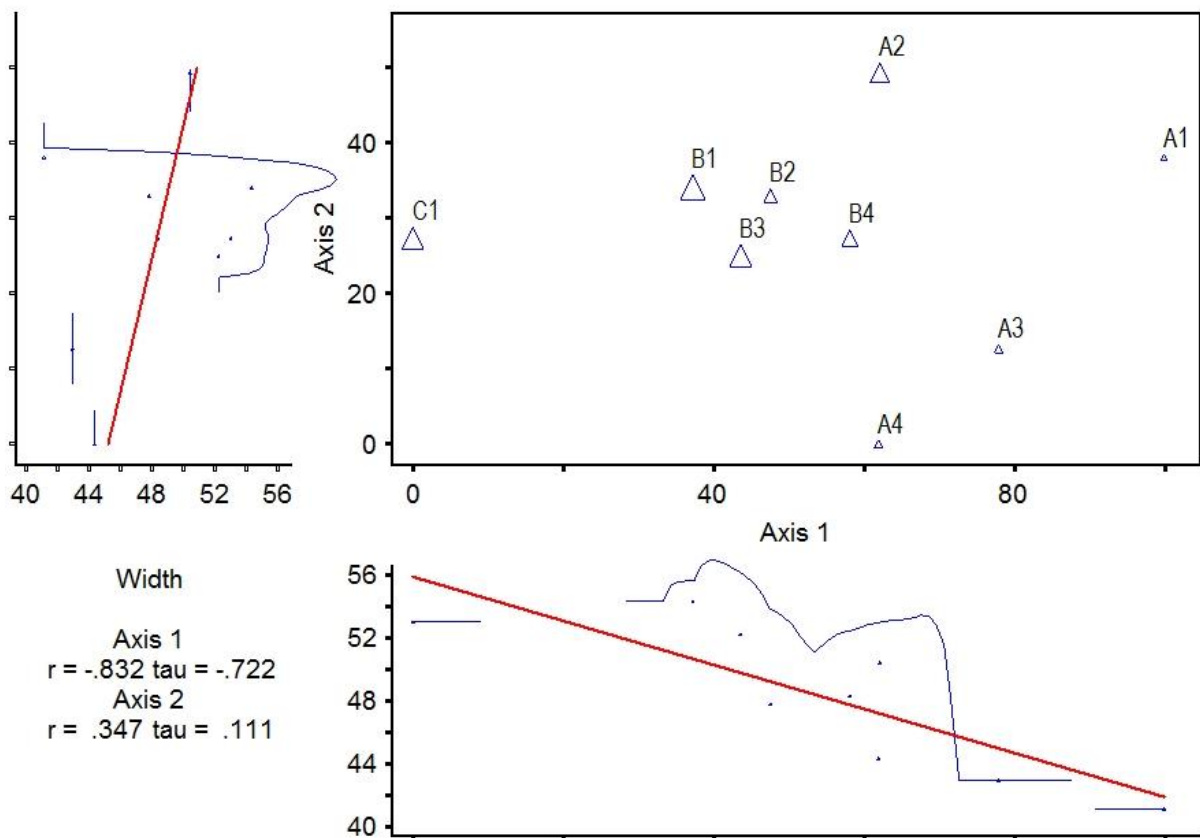 A2
40
A1
B1
B2
C1
B3
B4
Axis 2
20
A3
A4
0
40 44 48 52 56
0 40 80
Axis 1
Width
Axis 1
r = -.832 tau = -.722
Axis 2
r = .347 tau = .111
56
52
48
44
40